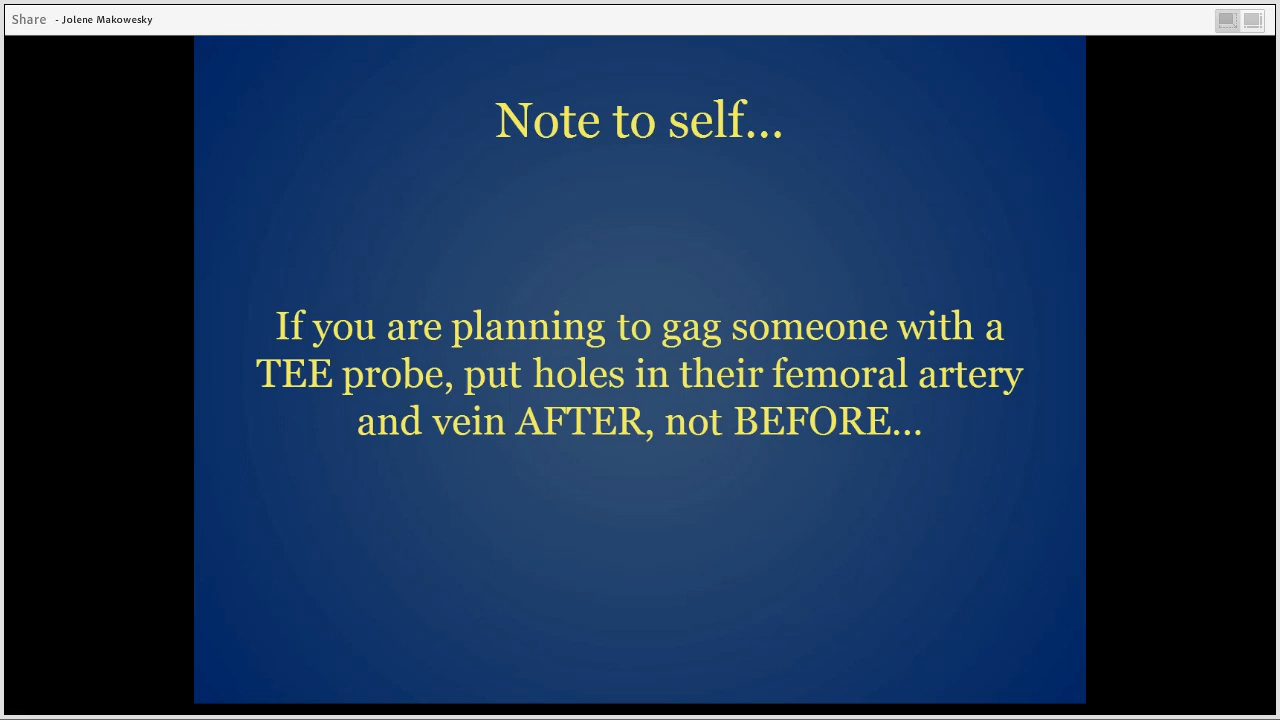 Share - Jolene Makowesky
Note to self...
If you are planning to gag someone with a
TEE probe, put holes in their femoral artery
and vein AFTER, not BEFORE...